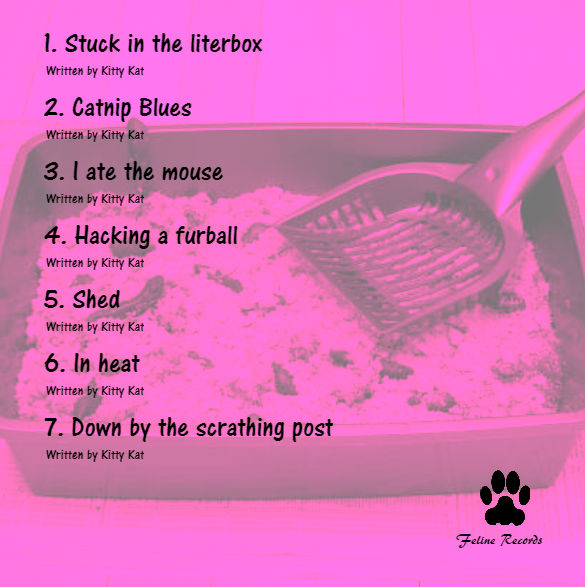 1. Stuck in the literbox
Written by Kitty Kat
2. Catnip Blues
Written by Kitty Kat
3. I ate the mouse
Written by Kitty Kat
4. Hacking a furball
Written by Kitty Kat
5. Shed
Written by Kitty Kat
6. In heat
Written by Kitty Kat
7. Down by the scrathing post
Written by Kitty Kat
Feline Records